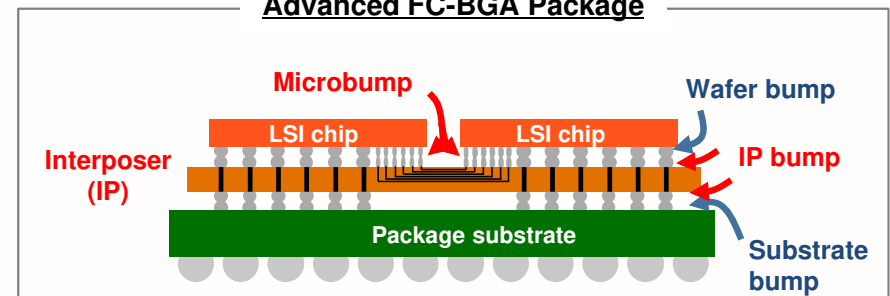 Advanced FC-BGA Package
Microbump
Wafer bump
LSI chip
LSI chip
Interposer
(IP)
IP bump
Package substrate
Substrate
bump